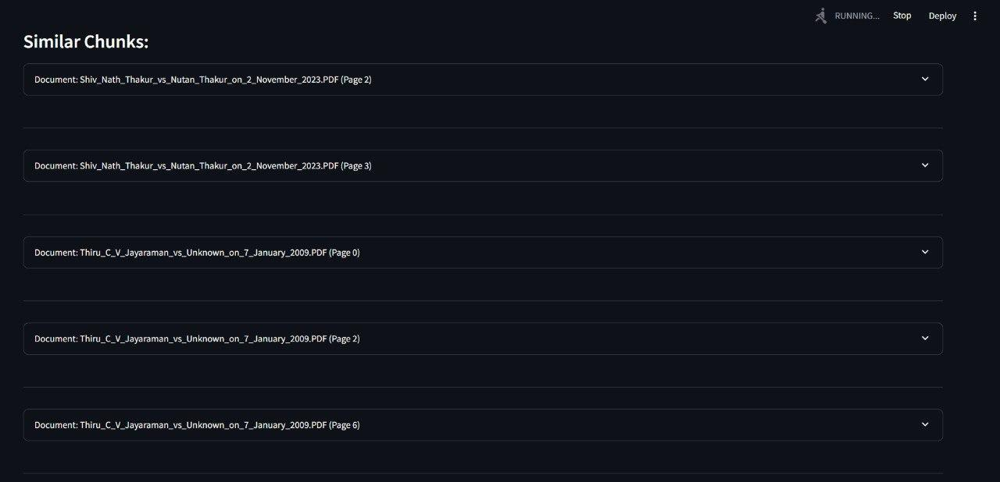 RUNNING... Stop Deploy
Similar Chunks:
Document: Shiv_Nath_Thakur_vs_Nutan_Thakur_on_2_November_2023.PDF (Page 2)
Document: Shiv_Nath_Thakur_vs_Nutan_Thakur_on_2_November_2023.PDF (Page 3)
Document: Thiru_C_V_Jayaraman_vs_Unknown_on_7_January_2009.PDF (Page 0)
Document: Thiru_C_V_Jayaraman_vs_Unknown_on_7_January_2009.PDF (Page 2)
Document: Thiru_C_V_Jayaraman_vs_Unknown_on_7_January_2009.PDF (Page 6)